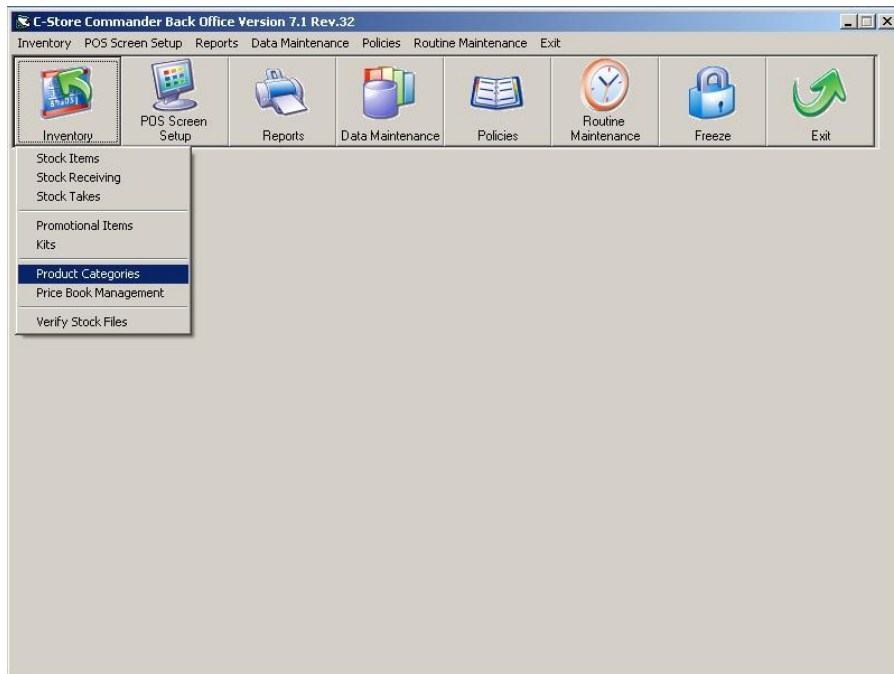 C-Store Commander Back Office Version 7.1 Rev.32
Inventory POS Screen Setup Reports Data Maintenance Policies Routine Maintenance Exit
Inventory
POS Screen
Setup
Reports
Data Maintenance
Policies
Routine
Maintenance
Freeze
Exit
Stock Items
Stock Receiving
Stock Takes
Promotional Items
Kits
Product Categories
Price Book Management
Verify Stock Files